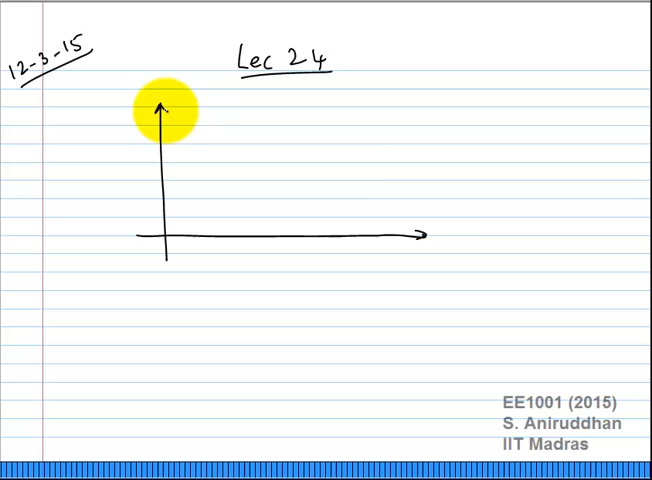 12-3-15
Lec 24
EE1001 (2015)
S. Aniruddhan
IIT Madras